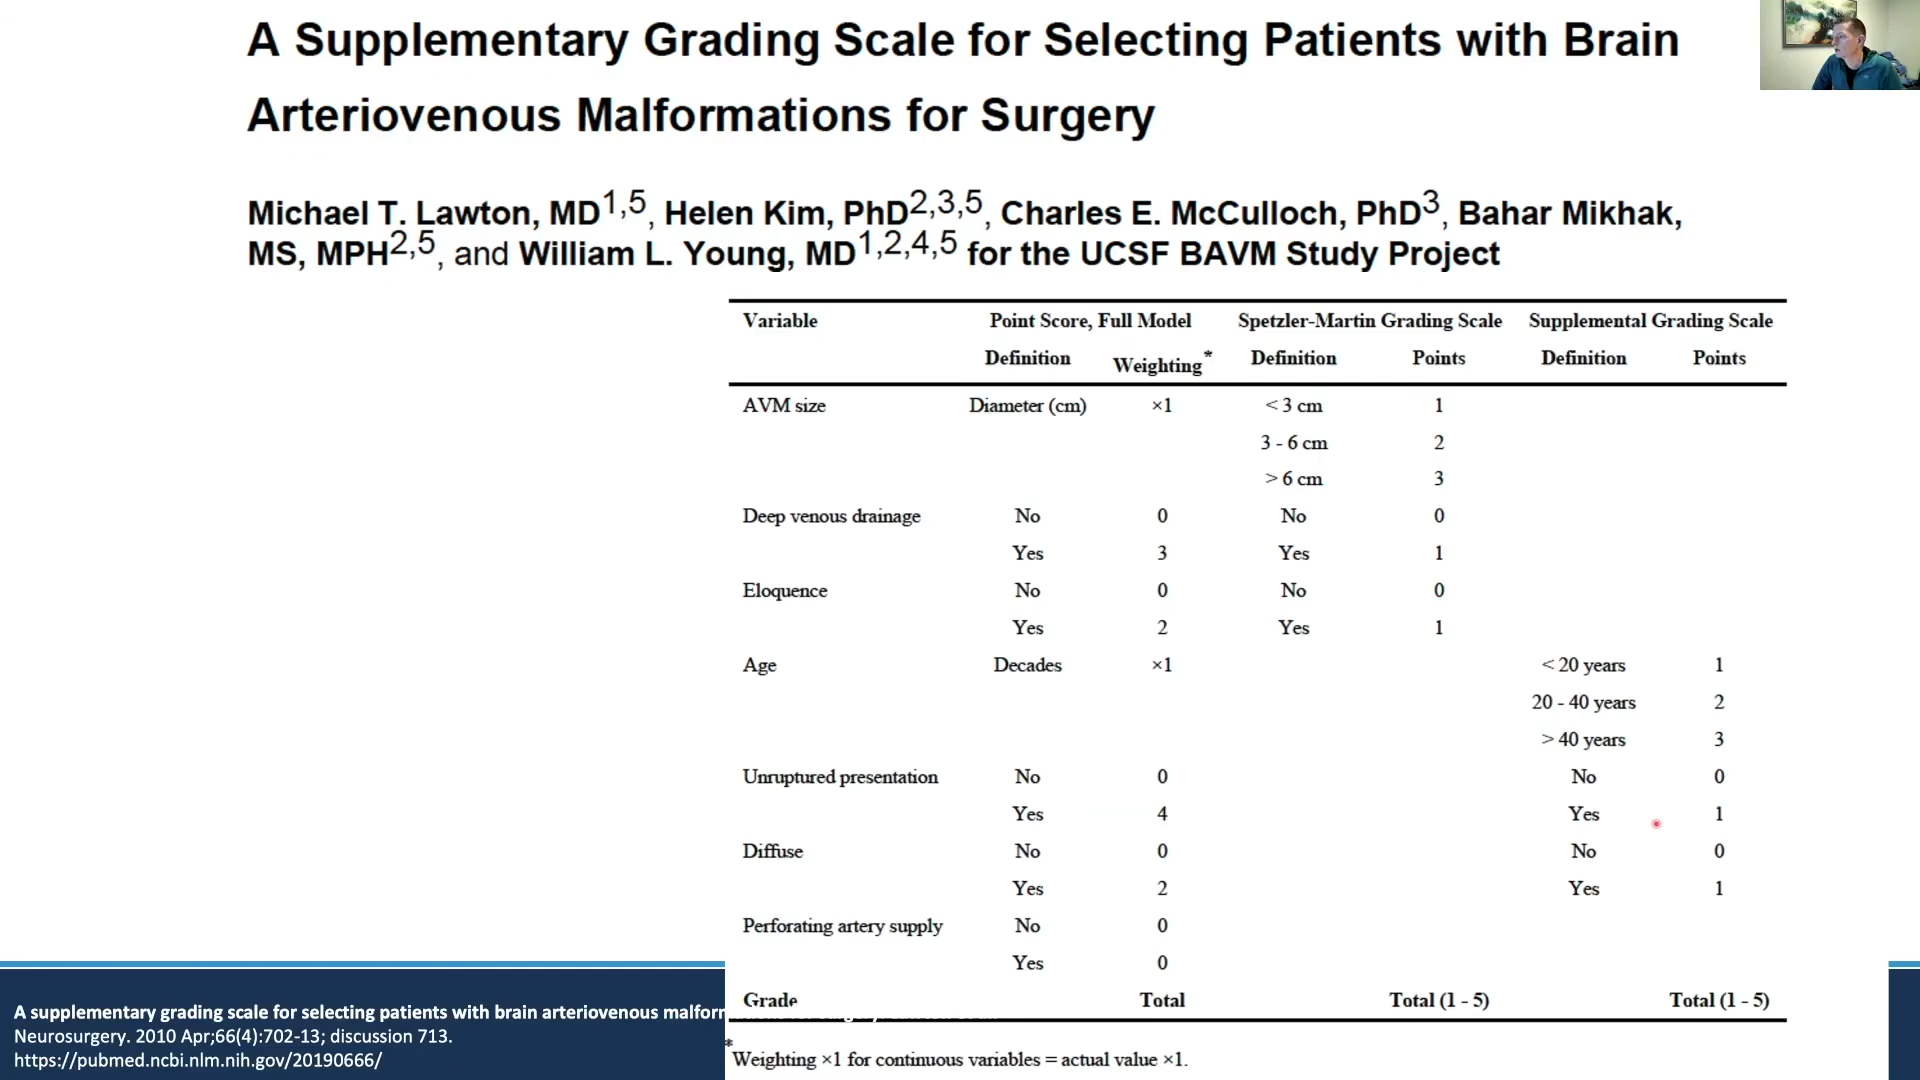 A Supplementary Grading Scale for Selecting Patients with Brain
Arteriovenous Malformations for Surgery
Michael T. Lawton, MD1,5, Helen Kim, PhD2,3,5, Charles E. McCulloch, PhD3, Bahar Mikhak,
MS, MPH2,5, and William L. Young, MD1,2,4,5 for the UCSF BAVM Study Project
Variable Point Score, Full Model Spetzler-Martin Grading Scale Supplemental Grading Scale
Definition Weighting* Definition Points Definition Points
AVM size Diameter (cm) ×1 < 3 cm 1
3 - 6 cm 2
> 6 cm 3
Deep venous drainage No 0 No 0
Yes 3 Yes 1
Eloquence No 0 No 0
Yes 2 Yes 1
Age Decades ×1 < 20 years 1
20 - 40 years 2
> 40 years 3
Unruptured presentation No 0 No 0
Yes 4 Yes 1
Diffuse No 0 No 0
Yes 2 Yes 1
Perforating artery supply No 0
Yes 0
Grade Total Total (1 - 5) Total (1 - 5)
*Weighting ×1 for continuous variables = actual value ×1.
A supplementary grading scale for selecting patients with brain arteriovenous
Neurosurgery. 2010 Apr;66(4):702-13; discussion 713.
https://pubmed.ncbi.nlm.nih.gov/20190666/